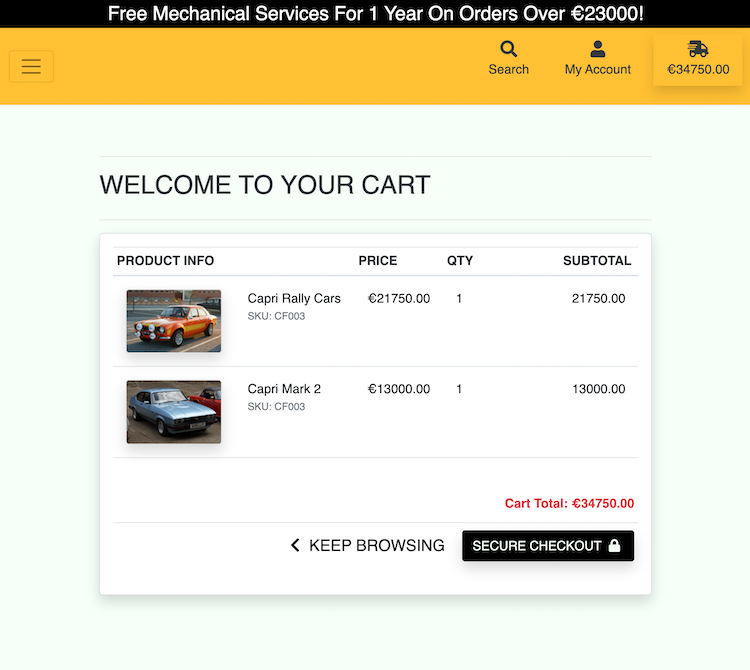 Free Mechanical Services For 1 Year On Orders Over €23000!
Search
My Account
€34750.00
WELCOME TO YOUR CART
PRODUCT INFO PRICE QTY SUBTOTAL
Capri Rally Cars €21750.00 1 21750.00
SKU: CF003
Capri Mark 2 €13000.00 1 13000.00
SKU: CF003
Cart Total: €34750.00
KEEP BROWSING SECURE CHECKOUT